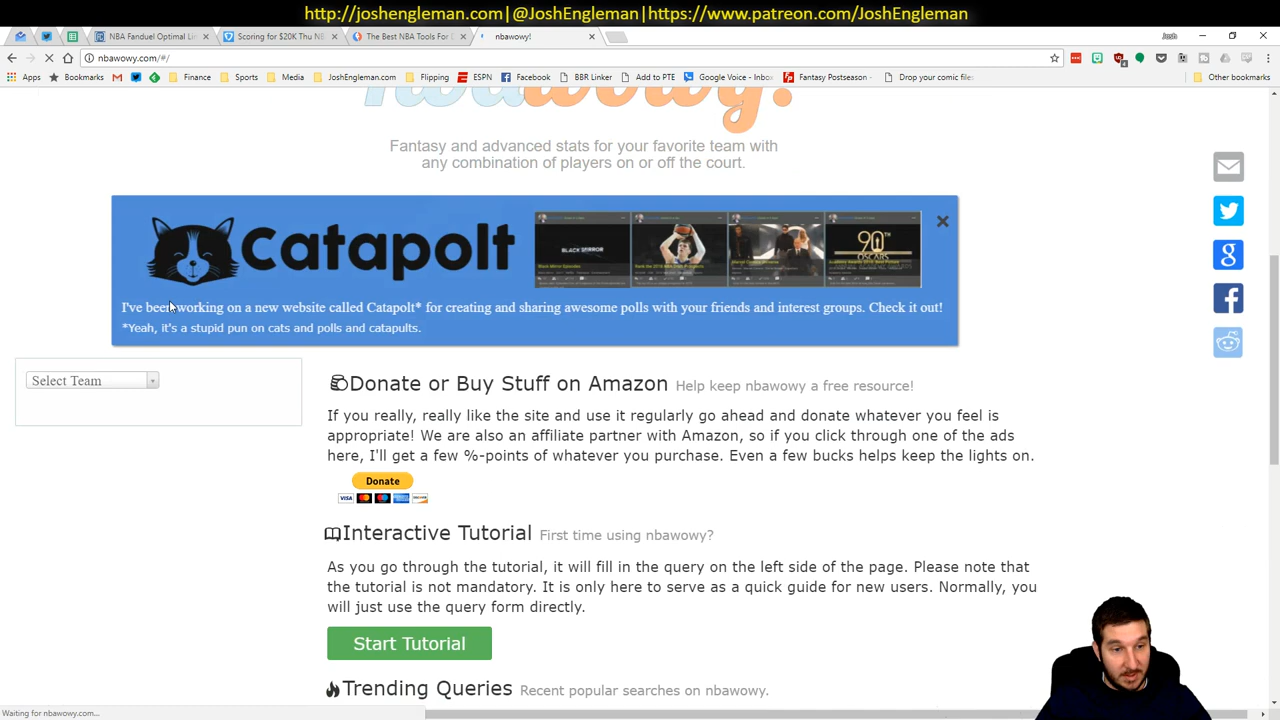 http://joshengleman.com|@JoshEngleman|https://www.patreon.com/JoshEngleman
NBA Fanduel Optimal Li
Scoring for $20K Thu NB
The Best NBA Tools For D
nbawowy!
Josh
nbawowy.com/#/
Apps
Bookmarks
F MAIL
Finance
Sports
Media
JoshEngleman.com
Flipping
ESPN
Facebook
BBR Linker
Add to PTE
Google Voice - Inbox
Fantasy Postseason -
Drop your comic files
Other bookmarks
nbawowy!
Fantasy and advanced stats for your favorite team with
any combination of players on or off the court.
Catapolt
BLACK MIRROR
90
OSCARS
I've been working on a new website called Catapolt* for creating and sharing awesome polls with your friends and interest groups. Check it out!
*Yeah, it's a stupid pun on cats and polls and catapults.
Select Team
Donate or Buy Stuff on Amazon Help keep nbawowy a free resource!
If you really, really like the site and use it regularly go ahead and donate whatever you feel is
appropriate! We are also an affiliate partner with Amazon, so if you click through one of the ads
here, I'll get a few %-points of whatever you purchase. Even a few bucks helps keep the lights on.
Donate
VISA
Interactive Tutorial First time using nbawowy?
As you go through the tutorial, it will fill in the query on the left side of the page. Please note that
the tutorial is not mandatory. It is only here to serve as a quick guide for new users. Normally, you
will just use the query form directly.
Start Tutorial
Trending Queries Recent popular searches on nbawowy.
Waiting for nbawowy.com...